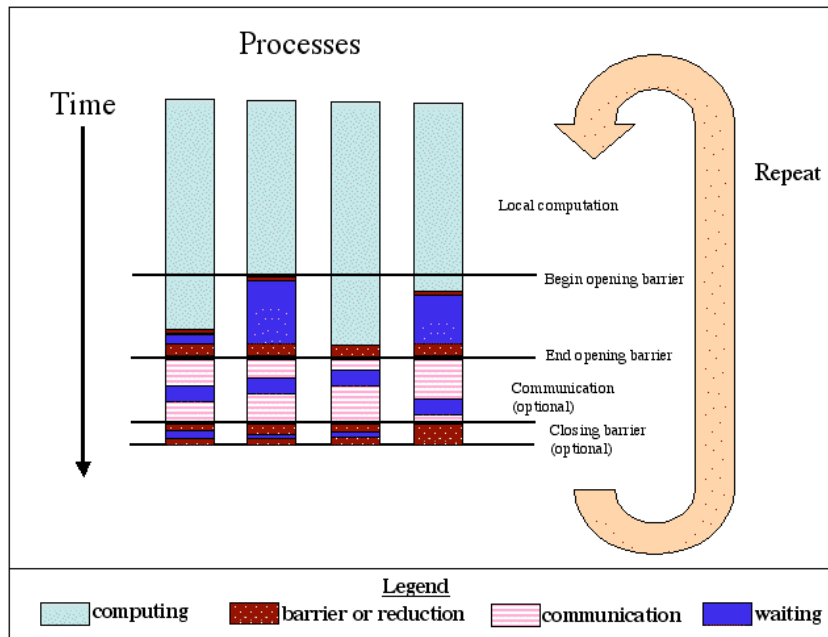 Processes
Time
Repeat
Local computation
Begin opening barrier
End opening barrier
Communication
(optional)
Closing barrier
(optional)
Legend
computing
barrier or reduction
communication
waiting